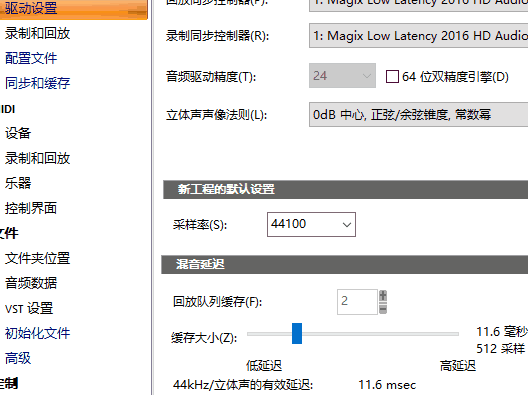 驱动设置
录制和回放
配置文件
同步和缓存
MIDI
设备
录制和回放
乐器
控制界面
文件
文件夹位置
音频数据
VST 设置
初始化文件
高级
定制
回放同步控制器(P): 1: Magix Low Latency 2016 HD Audio
录制同步控制器(R): 1: Magix Low Latency 2016 HD Audio
音频驱动精度(T): 24 64 位双精度引擎(D)
立体声声像法则(L): 0dB 中心, 正弦/余弦锥度, 常数幂
新工程的默认设置
采样率(S): 44100
混音延迟
回放队列缓存(F): 2
缓存大小(Z): 11.6 毫秒
512 采样
低延迟 高延迟
44kHz/立体声的有效延迟: 11.6 msec